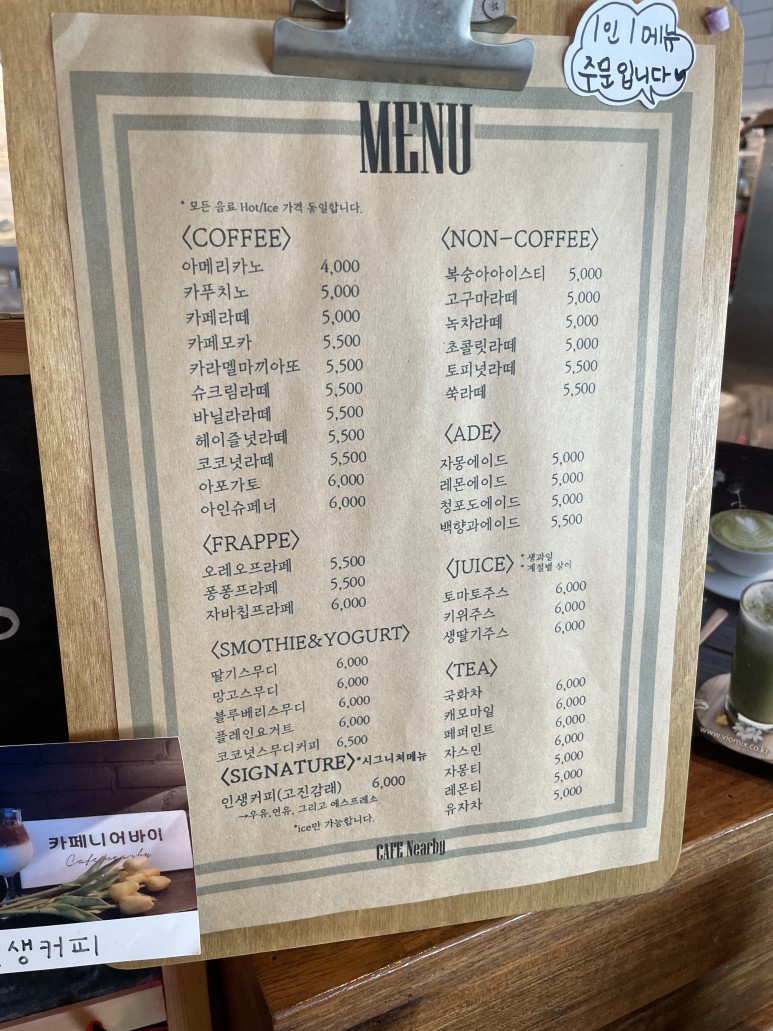 1인 1메뉴
주문입니다
MENU
* 모든 음료 Hot/Ice 가격 동일합니다.
〈COFFEE〉
아메리카노 4,000
카푸치노 5,000
카페라떼 5,000
카페모카 5,500
카라멜마끼아또 5,500
슈크림라떼 5,500
바닐라라떼 5,500
헤이즐넛라떼 5,500
코코넛라떼 5,500
아포가토 6,000
아인슈페너 6,000
〈FRAPPE〉
오레오프라페 5,500
퐁퐁프라페 5,500
자바칩프라페 6,000
〈SMOTHIE&YOGURT〉
딸기스무디 6,000
망고스무디 6,000
블루베리스무디 6,000
플레인요거트 6,000
코코넛스무디커피 6,500
〈SIGNATURE〉*시그니쳐메뉴
인생커피(고진감래) 6,000
→우유,연유, 그리고 에스프레소
*ice만 가능합니다.
〈NON-COFFEE〉
복숭아아이스티 5,000
고구마라떼 5,000
녹차라떼 5,000
초콜릿라떼 5,000
토피넛라떼 5,500
쑥라떼 5,500
〈ADE〉
자몽에이드 5,000
레몬에이드 5,000
청포도에이드 5,000
백향과에이드 5,500
〈JUICE〉 * 생과일
* 계절별 상이
토마토주스 6,000
키위주스 6,000
생딸기주스 6,000
〈TEA〉
국화차 6,000
캐모마일 6,000
페퍼민트 6,000
자스민 6,000
자몽티 5,000
레몬티 5,000
유자차 5,000
CAFE Nearby
카페니어바이
Cafenearby
생커피
www.viomix.co.kr